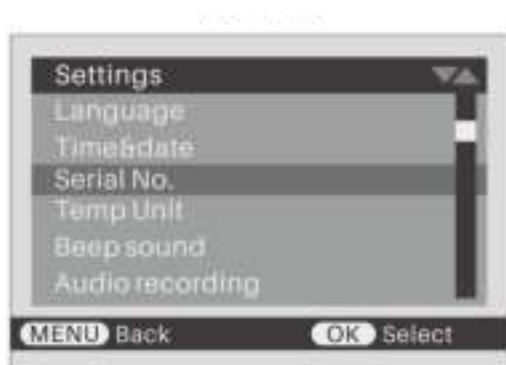 Settings
Language
Time&date
Serial No.
Temp Unit
Beep sound
Audio recording
MENU Back OK Select